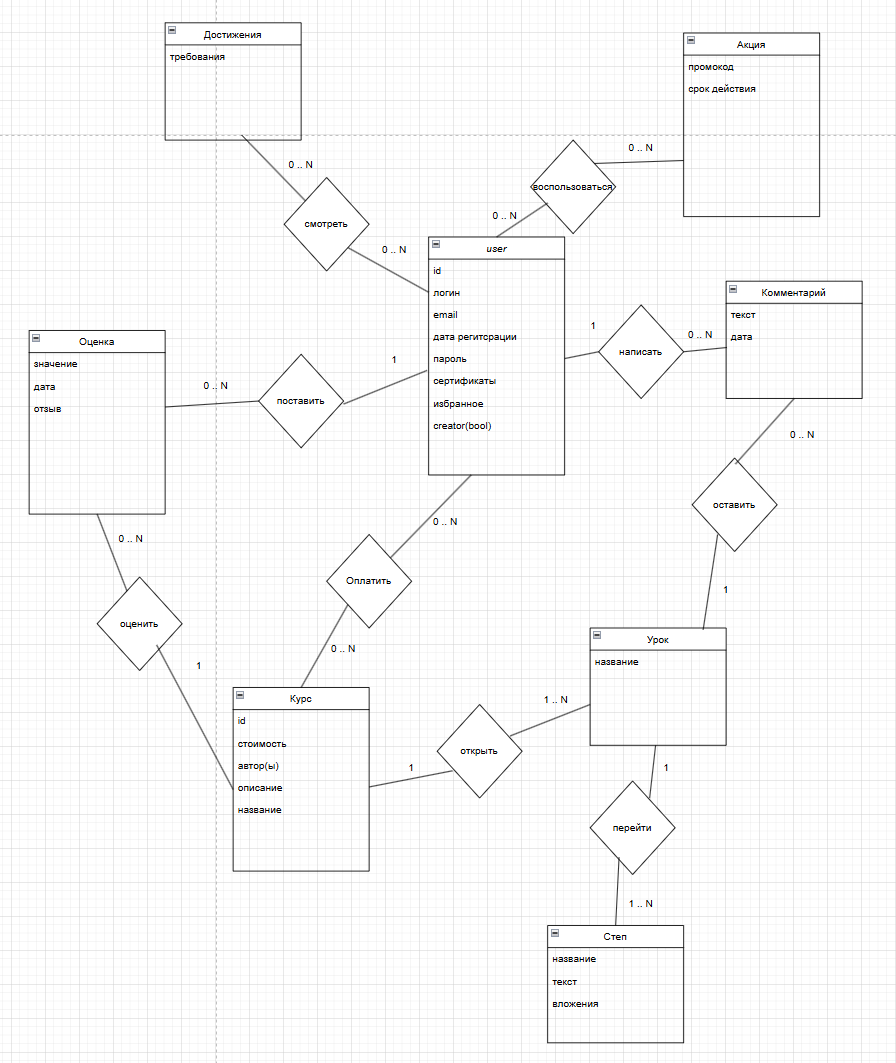 Достижения
требования
Акция
промокод
срок действия
0 .. N
воспользоваться
0 .. N
0 .. N
смотреть
0 .. N
user
id
логин
email
дата регитсрации
пароль
сертификаты
избранное
creator(bool)
Комментарий
текст
дата
1
написать
0 .. N
Оценка
значение
дата
отзыв
0 .. N
поставить
1
0 .. N
оставить
1
0 .. N
Оплатить
0 .. N
0 .. N
оценить
1
Урок
название
Курс
id
стоимость
автор(ы)
описание
название
1 .. N
открыть
1
1
перейти
1 .. N
Степ
название
текст
вложения